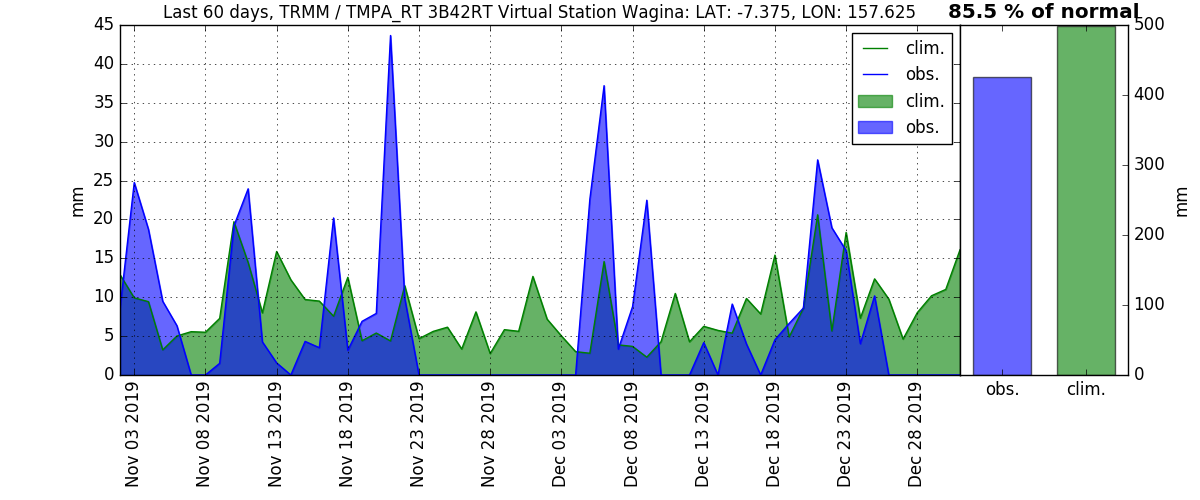 Last 60 days, TRMM / TMPA_RT 3B42RT Virtual Station Wagina: LAT: -7.375, LON: 157.625
85.5 % of normal
45
40
35
30
25
20
15
10
5
0
mm
clim.
obs.
clim.
obs.
Nov 03 2019
Nov 08 2019
Nov 13 2019
Nov 18 2019
Nov 23 2019
Nov 28 2019
Dec 03 2019
Dec 08 2019
Dec 13 2019
Dec 18 2019
Dec 23 2019
Dec 28 2019
500
400
300
200
100
0
mm
obs.
clim.